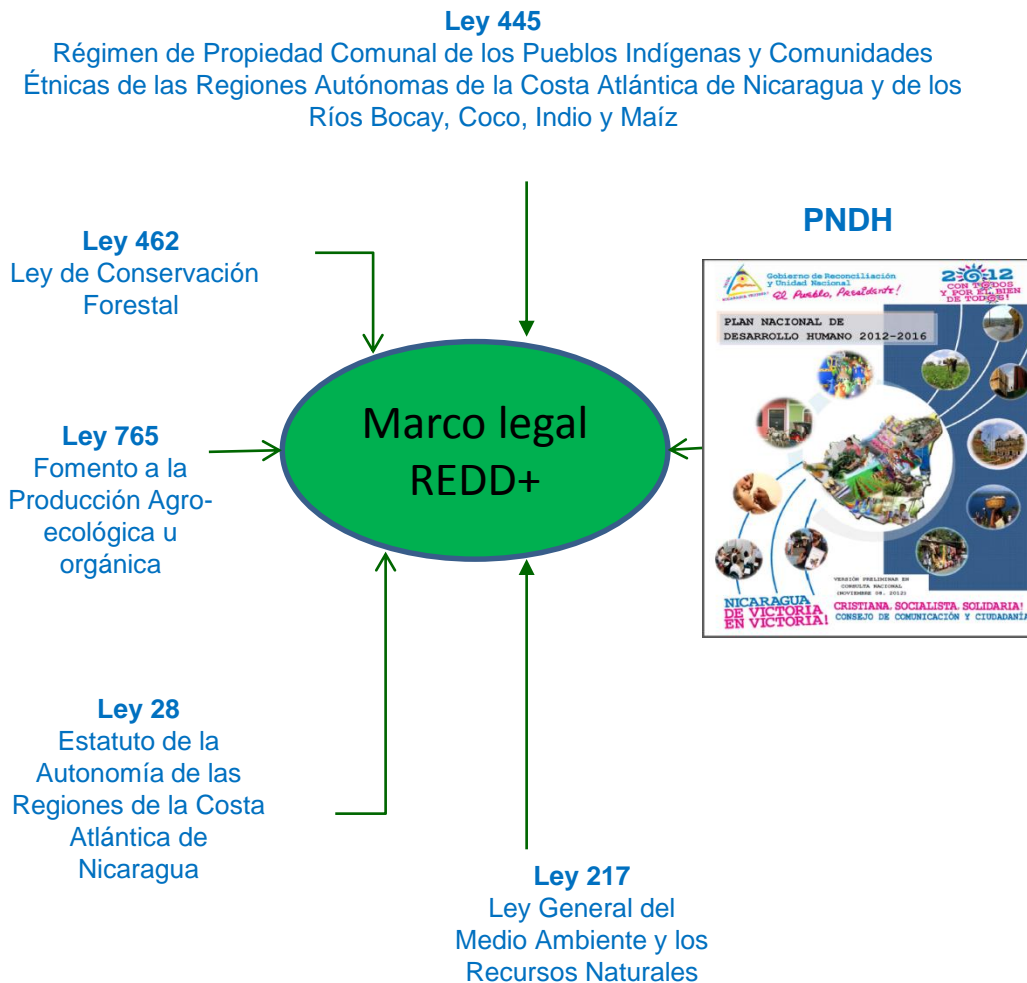 Ley 445
Régimen de Propiedad Comunal de los Pueblos Indígenas y Comunidades
Étnicas de las Regiones Autónomas de la Costa Atlántica de Nicaragua y de los
Ríos Bocay, Coco, Indio y Maíz
Ley 462
Ley de Conservación
Forestal
Ley 765
Fomento a la
Producción Agro-
ecológica u
orgánica
Ley 28
Estatuto de la
Autonomía de las
Regiones de la Costa
Atlántica de
Nicaragua
Marco legal
REDD+
Ley 217
Ley General del
Medio Ambiente y los
Recursos Naturales
PNDH
Gobierno de Reconciliación
y Unidad Nacional
El Pueblo, Presidente!
2012
CON TODOS
Y POR EL BIEN
DE TODOS!
PLAN NACIONAL DE
DESARROLLO HUMANO 2012-2016
VERSIÓN PRELIMINAR EN
CONSULTA NACIONAL
(NOVIEMBRE 08, 2012)
NICARAGUA
DE VICTORIA
EN VICTORIA!
CRISTIANA, SOCIALISTA, SOLIDARIA!
CONSEJO DE COMUNICACIÓN Y CIUDADANÍA